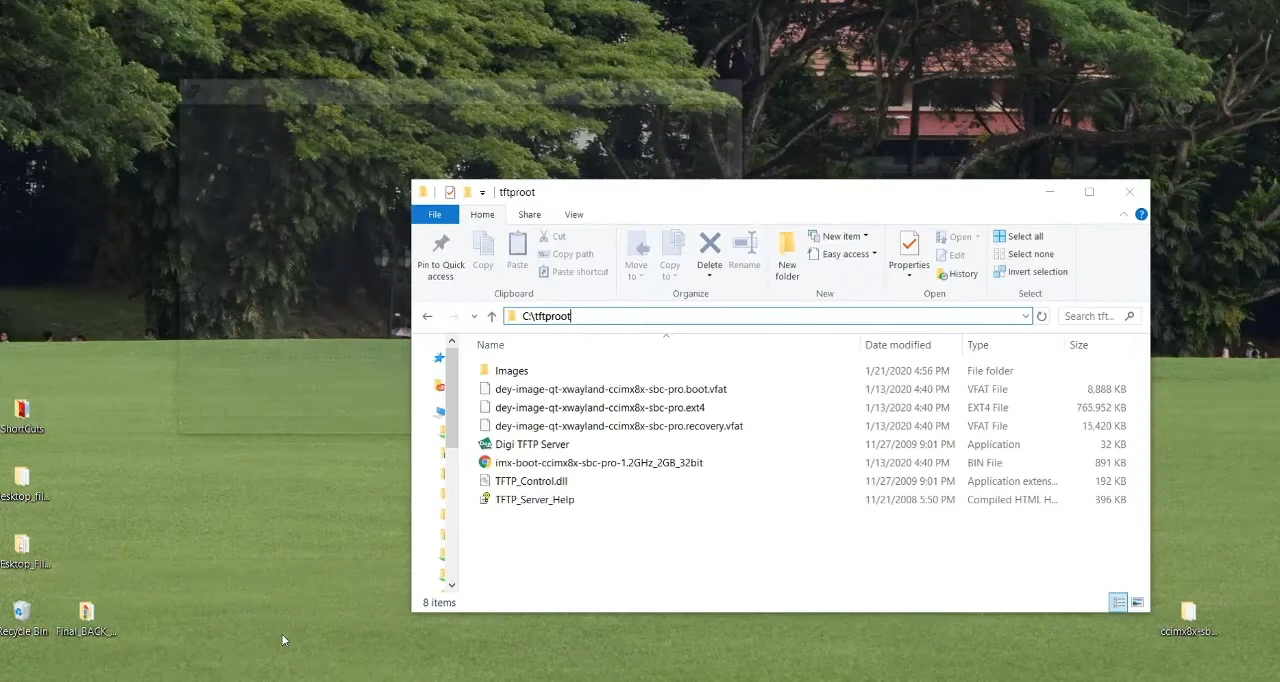 tftproot
File Home Share View
Pin to Quick access
Copy
Paste
Cut
Copy path
Paste shortcut
Move to
Copy to
Delete
Rename
New folder
New item
Easy access
Properties
Open
Edit
History
Select all
Select none
Invert selection
Clipboard Organize New Open Select
C:\tftproot
Search tft...
Name Date modified Type Size
Images 1/21/2020 4:56 PM File folder
dey-image-qt-xwayland-ccimx8x-sbc-pro.boot.vfat 1/13/2020 4:40 PM VFAT File 8,888 KB
dey-image-qt-xwayland-ccimx8x-sbc-pro.ext4 1/13/2020 4:40 PM EXT4 File 765,952 KB
dey-image-qt-xwayland-ccimx8x-sbc-pro.recovery.vfat 1/13/2020 4:40 PM VFAT File 15,420 KB
Digi TFTP Server 11/27/2009 9:01 PM Application 32 KB
imx-boot-ccimx8x-sbc-pro-1.2GHz_2GB_32bit 1/13/2020 4:40 PM BIN File 891 KB
TFTP_Control.dll 11/27/2009 9:01 PM Application extens... 192 KB
TFTP_Server_Help 11/21/2008 5:50 PM Compiled HTML H... 396 KB
8 items
ShortCuts
esktop_fil...
Esktop_Fil...
Recycle Bin
Final_BACK_...
ccimx8x-sb...